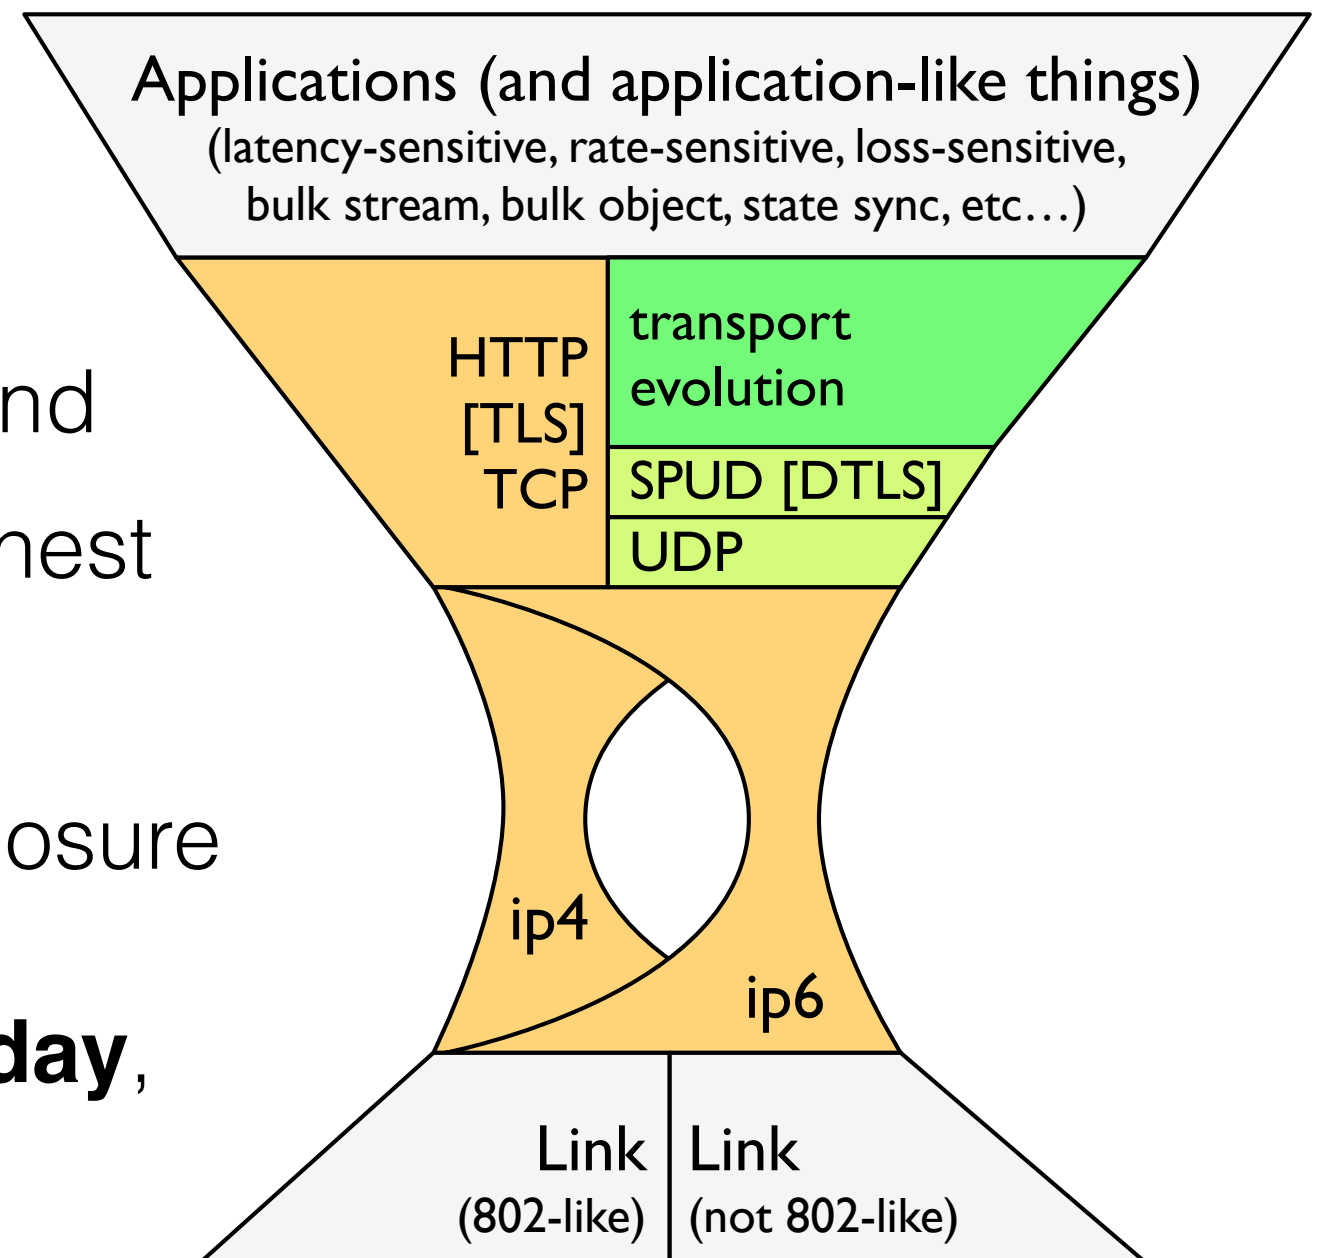 Applications (and application-like things)
(latency-sensitive, rate-sensitive, loss-sensitive,
bulk stream, bulk object, state sync, etc…)
HTTP
[TLS]
TCP
transport
evolution
SPUD [DTLS]
UDP
nd
nest
osure
day,
ip4
ip6
Link
(802-like)
Link
(not 802-like)